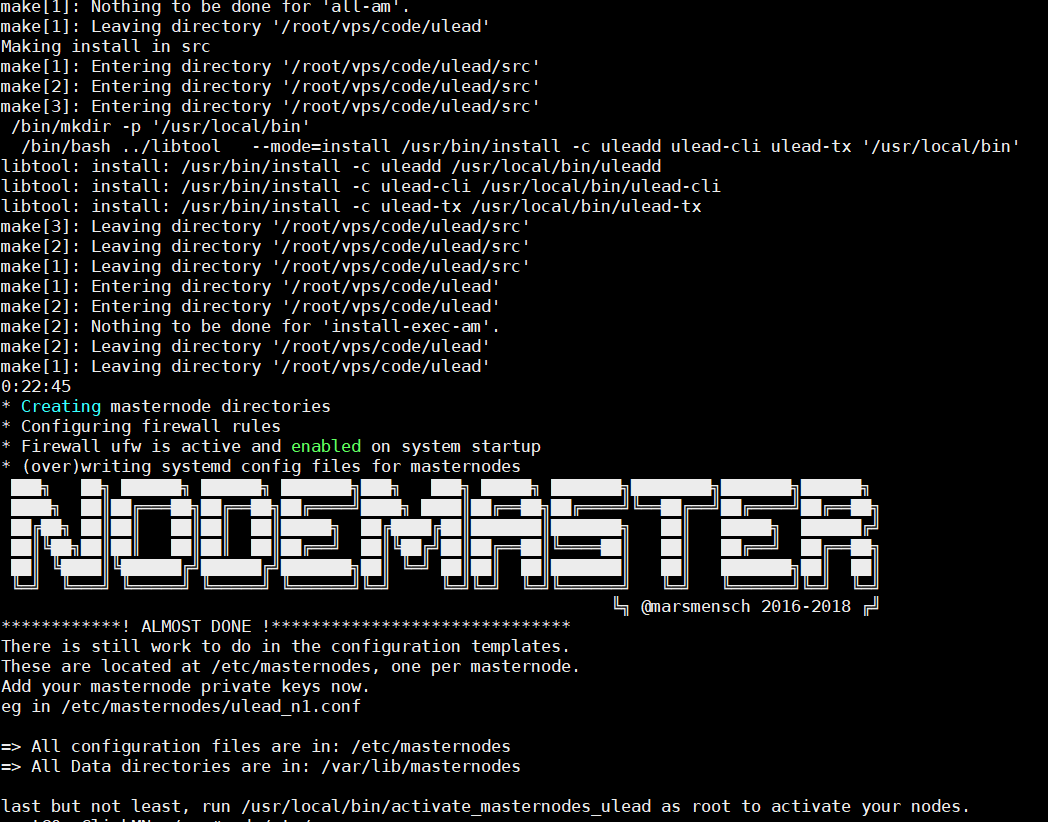 make[1]: Nothing to be done for 'all-am'.
make[1]: Leaving directory '/root/vps/code/ulead'
Making install in src
make[1]: Entering directory '/root/vps/code/ulead/src'
make[2]: Entering directory '/root/vps/code/ulead/src'
make[3]: Entering directory '/root/vps/code/ulead/src'
 /bin/mkdir -p '/usr/local/bin'
  /bin/bash ../libtool   --mode=install /usr/bin/install -c uleadd ulead-cli ulead-tx '/usr/local/bin'
libtool: install: /usr/bin/install -c uleadd /usr/local/bin/uleadd
libtool: install: /usr/bin/install -c ulead-cli /usr/local/bin/ulead-cli
libtool: install: /usr/bin/install -c ulead-tx /usr/local/bin/ulead-tx
make[3]: Leaving directory '/root/vps/code/ulead/src'
make[2]: Leaving directory '/root/vps/code/ulead/src'
make[1]: Leaving directory '/root/vps/code/ulead/src'
make[1]: Entering directory '/root/vps/code/ulead'
make[2]: Entering directory '/root/vps/code/ulead'
make[2]: Nothing to be done for 'install-exec-am'.
make[2]: Leaving directory '/root/vps/code/ulead'
make[1]: Leaving directory '/root/vps/code/ulead'
0:22:45
* Creating masternode directories
* Configuring firewall rules
* Firewall ufw is active and enabled on system startup
* (over)writing systemd config files for masternodes
NODEMASTER
@marsmensch 2016-2018
************! ALMOST DONE !******************************
There is still work to do in the configuration templates.
These are located at /etc/masternodes, one per masternode.
Add your masternode private keys now.
eg in /etc/masternodes/ulead_n1.conf
=> All configuration files are in: /etc/masternodes
=> All Data directories are in: /var/lib/masternodes
last but not least, run /usr/local/bin/activate_masternodes_ulead as root to activate your nodes.